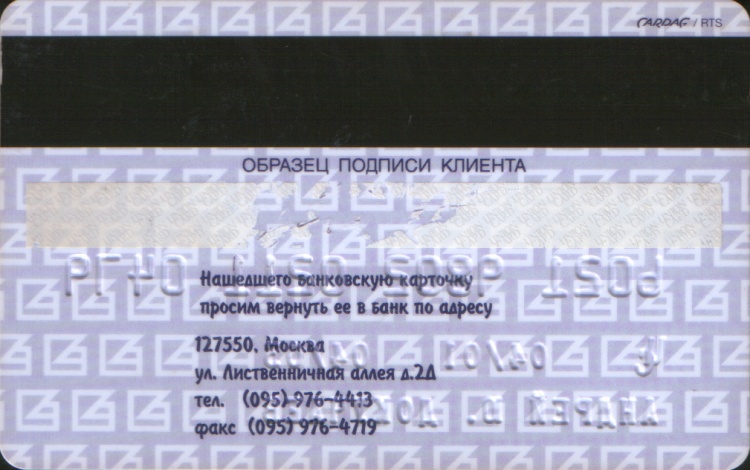 CARDAG / RTS
ОБРАЗЕЦ ПОДПИСИ КЛИЕНТА
Нашедшего банковскую карточку
просим вернуть ее в банк по адресу
127550, Москва
ул. Лиственничная аллея д.2Д
тел. (095) 976-4413
факс (095) 976-4719